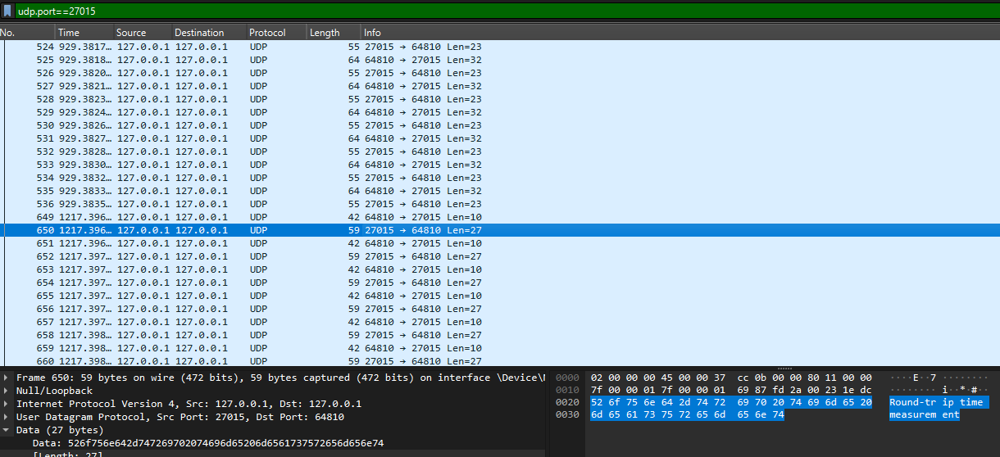 udp.port==27015
No. Time Source Destination Protocol Length Info
524 929.3817… 127.0.0.1 127.0.0.1 UDP 55 27015 → 64810 Len=23
525 929.3818… 127.0.0.1 127.0.0.1 UDP 64 64810 → 27015 Len=32
526 929.3820… 127.0.0.1 127.0.0.1 UDP 55 27015 → 64810 Len=23
527 929.3821… 127.0.0.1 127.0.0.1 UDP 64 64810 → 27015 Len=32
528 929.3823… 127.0.0.1 127.0.0.1 UDP 55 27015 → 64810 Len=23
529 929.3824… 127.0.0.1 127.0.0.1 UDP 64 64810 → 27015 Len=32
530 929.3826… 127.0.0.1 127.0.0.1 UDP 55 27015 → 64810 Len=23
531 929.3827… 127.0.0.1 127.0.0.1 UDP 64 64810 → 27015 Len=32
532 929.3828… 127.0.0.1 127.0.0.1 UDP 55 27015 → 64810 Len=23
533 929.3830… 127.0.0.1 127.0.0.1 UDP 64 64810 → 27015 Len=32
534 929.3832… 127.0.0.1 127.0.0.1 UDP 55 27015 → 64810 Len=23
535 929.3833… 127.0.0.1 127.0.0.1 UDP 64 64810 → 27015 Len=32
536 929.3835… 127.0.0.1 127.0.0.1 UDP 55 27015 → 64810 Len=23
649 1217.396… 127.0.0.1 127.0.0.1 UDP 42 64810 → 27015 Len=10
650 1217.396… 127.0.0.1 127.0.0.1 UDP 59 27015 → 64810 Len=27
651 1217.396… 127.0.0.1 127.0.0.1 UDP 42 64810 → 27015 Len=10
652 1217.396… 127.0.0.1 127.0.0.1 UDP 59 27015 → 64810 Len=27
653 1217.397… 127.0.0.1 127.0.0.1 UDP 42 64810 → 27015 Len=10
654 1217.397… 127.0.0.1 127.0.0.1 UDP 59 27015 → 64810 Len=27
655 1217.397… 127.0.0.1 127.0.0.1 UDP 42 64810 → 27015 Len=10
656 1217.397… 127.0.0.1 127.0.0.1 UDP 59 27015 → 64810 Len=27
657 1217.397… 127.0.0.1 127.0.0.1 UDP 42 64810 → 27015 Len=10
658 1217.398… 127.0.0.1 127.0.0.1 UDP 59 27015 → 64810 Len=27
659 1217.398… 127.0.0.1 127.0.0.1 UDP 42 64810 → 27015 Len=10
660 1217.398… 127.0.0.1 127.0.0.1 UDP 59 27015 → 64810 Len=27
Frame 650: 59 bytes on wire (472 bits), 59 bytes captured (472 bits) on interface \Device\
Null/Loopback
Internet Protocol Version 4, Src: 127.0.0.1, Dst: 127.0.0.1
User Datagram Protocol, Src Port: 27015, Dst Port: 64810
Data (27 bytes)
Data: 526f756e642d747269702074696d65206d6561737572656d656e74
[Length: 27]
0000 02 00 00 00 45 00 00 37 cc 0b 00 00 80 11 00 00 ····E··7 ········
0010 7f 00 00 01 7f 00 00 01 69 87 fd 2a 00 23 1e dc ········ i··*·#··
0020 52 6f 75 6e 64 2d 74 72 69 70 20 74 69 6d 65 20 Round-tr ip time
0030 6d 65 61 73 75 72 65 6d 65 6e 74 measurem ent